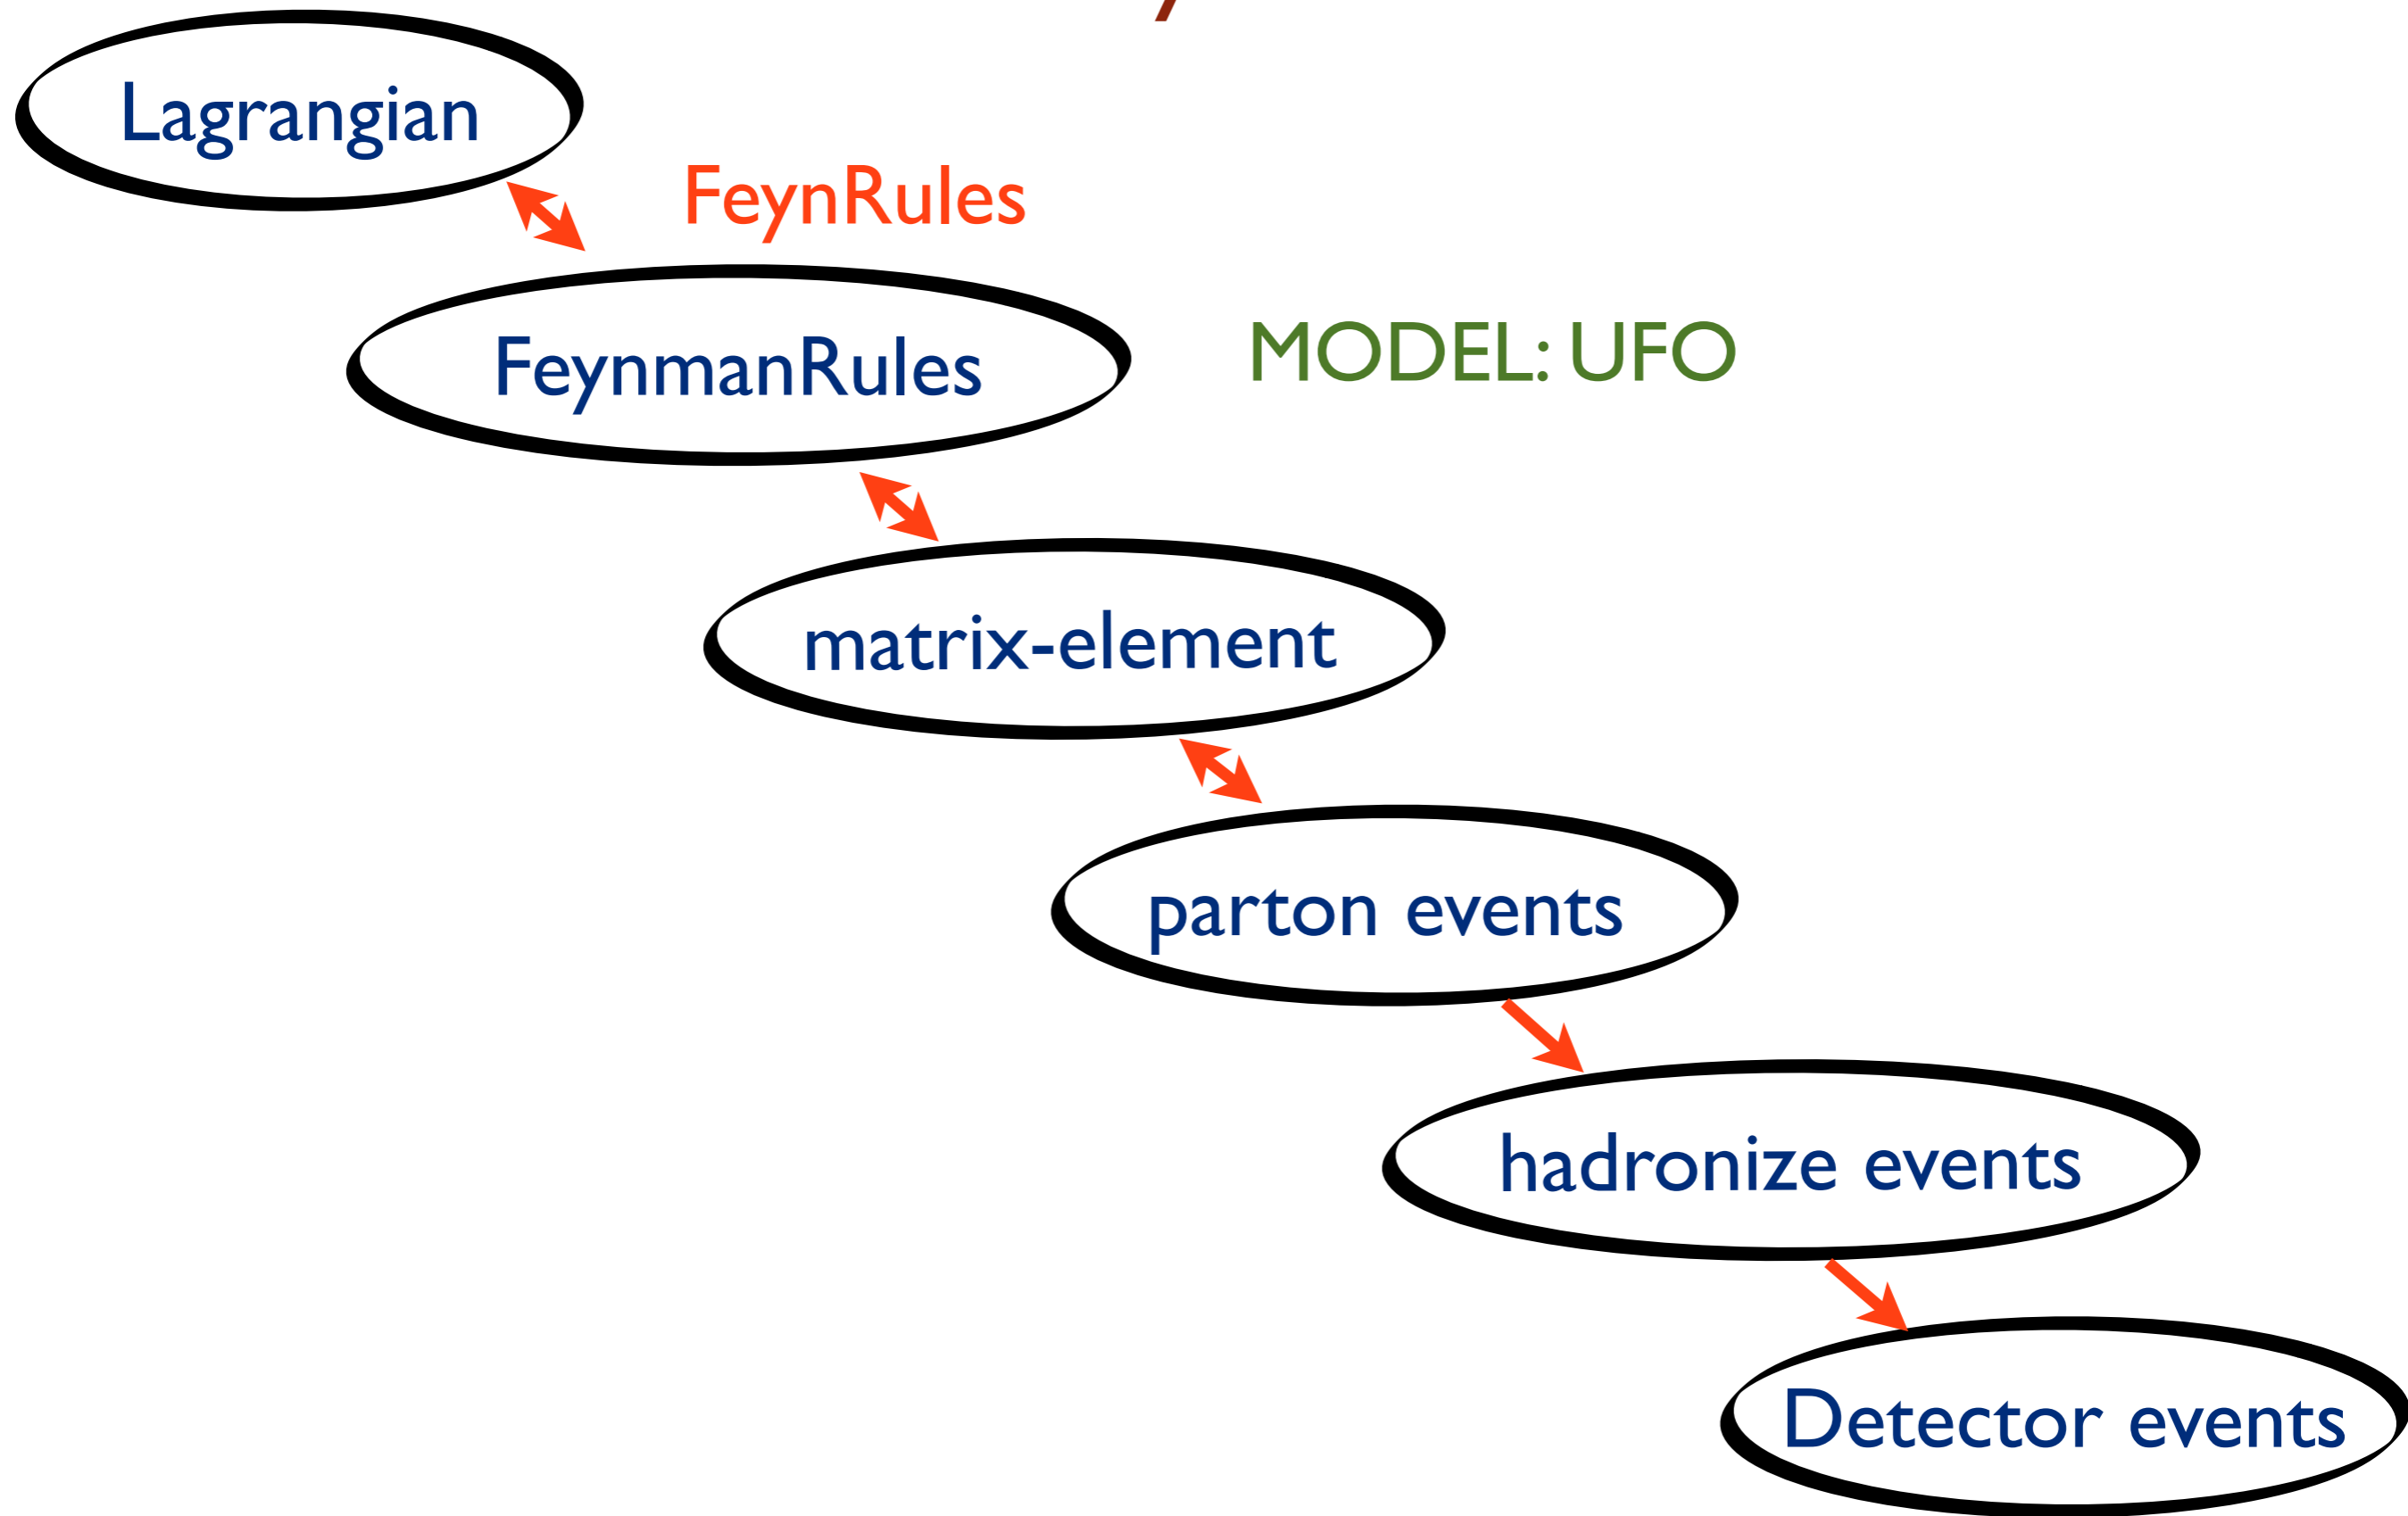 Lagrangian
FeynRules
FeynmanRules
MODEL: UFO
matrix-element
parton events
hadronize events
Detector events